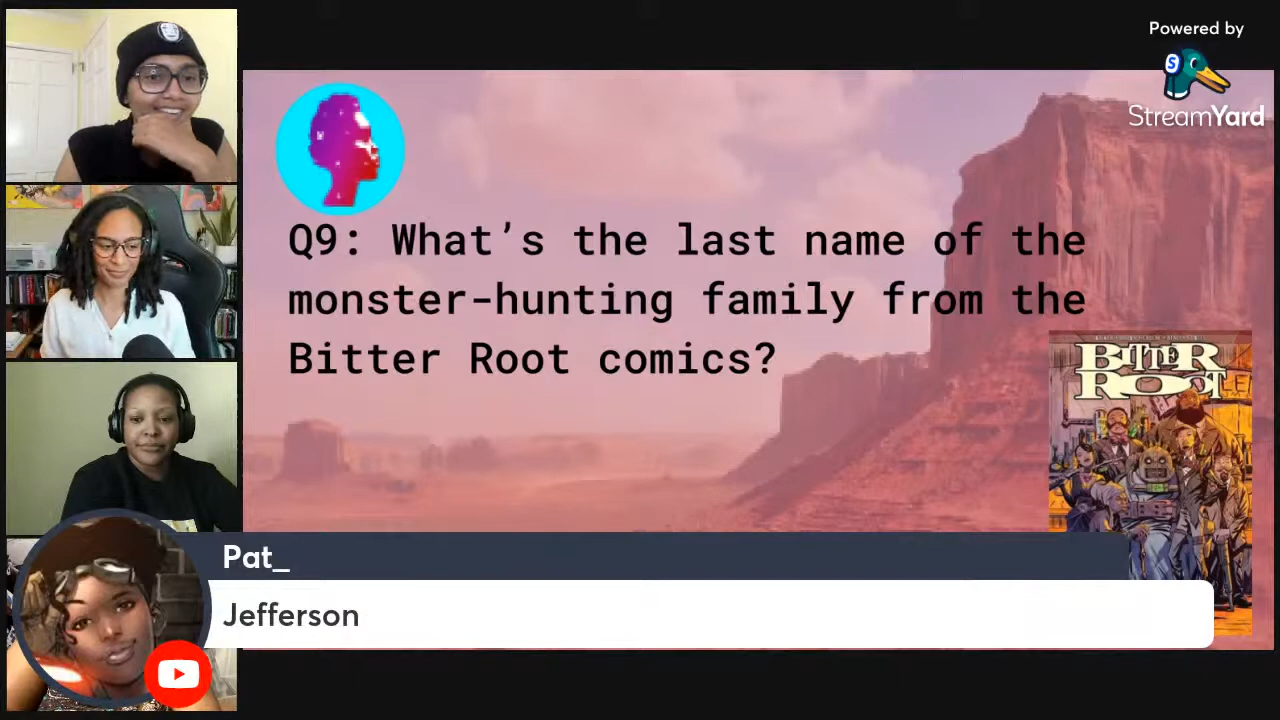 Powered by
StreamYard
Q9: What's the last name of the
monster-hunting family from the
Bitter Root comics?
BITTER
ROOT
Pat_
Jefferson